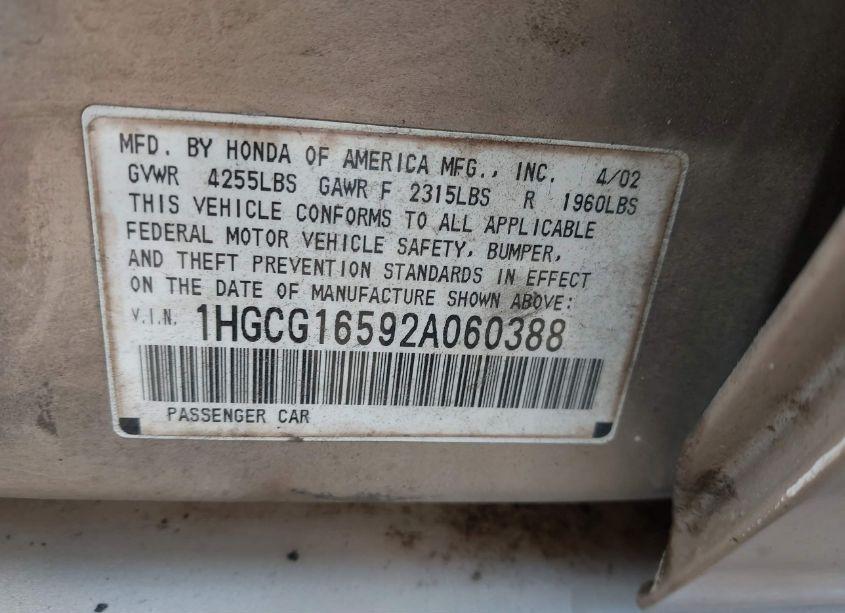 MFD. BY HONDA OF AMERICA MFG., INC. 4/02
GVWR 4255LBS GAWR F 2315LBS R 1960LBS
THIS VEHICLE CONFORMS TO ALL APPLICABLE
FEDERAL MOTOR VEHICLE SAFETY, BUMPER,
AND THEFT PREVENTION STANDARDS IN EFFECT
ON THE DATE OF MANUFACTURE SHOWN ABOVE:
V.I.N. 1HGCG16592A060388
PASSENGER CAR